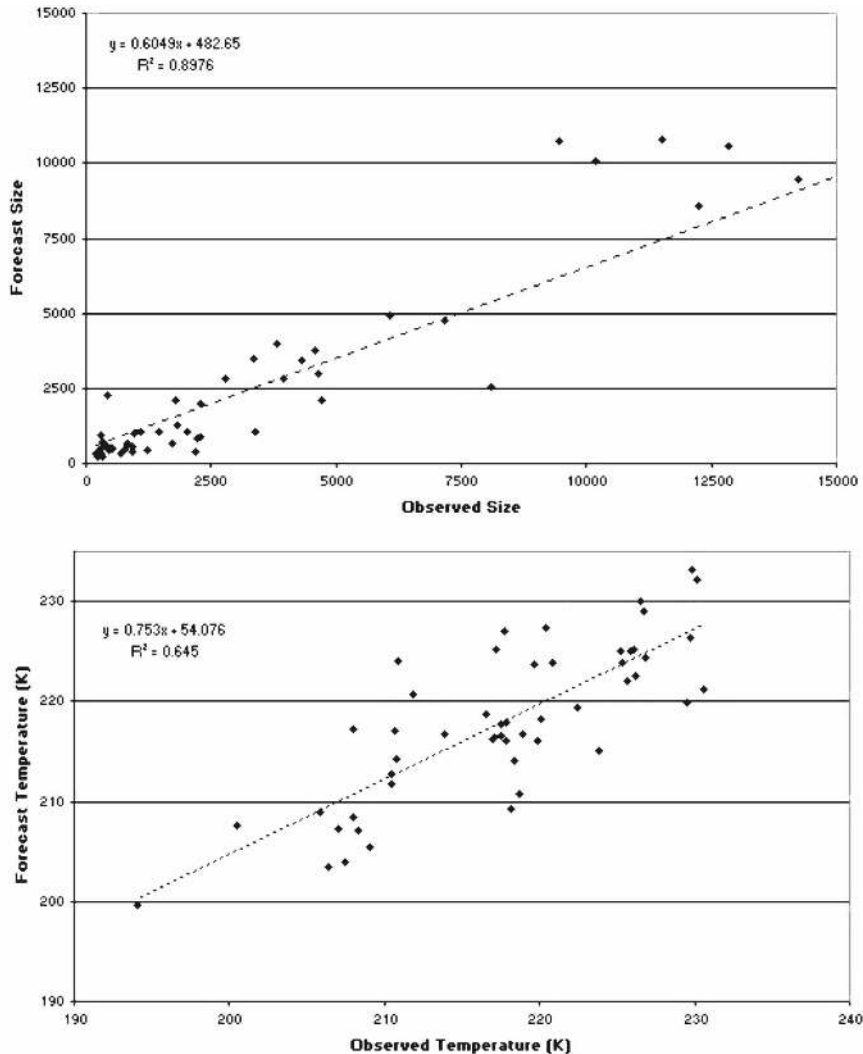 15000
y = 0.6049x + 482.65
R² = 0.8976
12500
10000
7500
5000
2500
0
Forecast Size
0 2500 5000 7500 10000 12500 15000
Observed Size
y = 0.753x + 54.076
R² = 0.645
230
220
210
200
190
Forecast Temperature (K)
190 200 210 220 230 240
Observed Temperature (K)